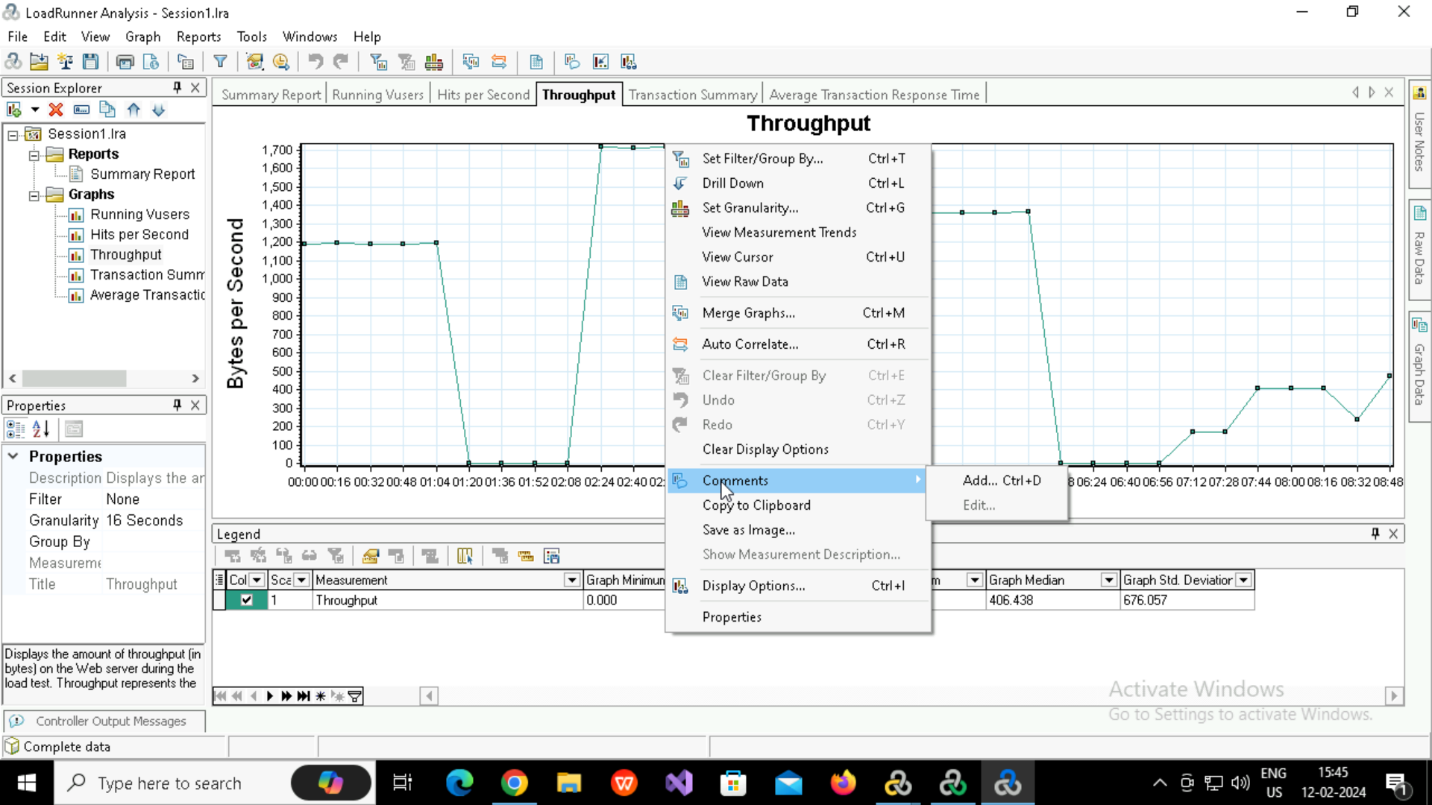 LoadRunner Analysis - Session1.lra
File Edit View Graph Reports Tools Windows Help
Session Explorer
Summary Report Running Vusers Hits per Second Throughput Transaction Summary Average Transaction Response Time
Session1.lra
Reports
Summary Report
Graphs
Running Vusers
Hits per Second
Throughput
Transaction Summ
Average Transactic
Properties
Properties
Description Displays the ar
Filter None
Granularity 16 Seconds
Group By
Measureme
Title Throughput
Displays the amount of throughput (in
bytes) on the Web server during the
load test. Throughput represents the
Controller Output Messages
Complete data
Throughput
Bytes per Second
1,700
1,600
1,500
1,400
1,300
1,200
1,100
1,000
900
800
700
600
500
400
300
200
100
0
00:00 00:16 00:32 00:48 01:04 01:20 01:36 01:52 02:08 02:24 02:40 02: 06:24 06:40 06:56 07:12 07:28 07:44 08:00 08:16 08:32 08:48
Set Filter/Group By... Ctrl+T
Drill Down Ctrl+L
Set Granularity... Ctrl+G
View Measurement Trends
View Cursor Ctrl+U
View Raw Data
Merge Graphs... Ctrl+M
Auto Correlate... Ctrl+R
Clear Filter/Group By Ctrl+E
Undo Ctrl+Z
Redo Ctrl+Y
Clear Display Options
Comments
Copy to Clipboard
Save as Image...
Show Measurement Description...
Display Options... Ctrl+I
Properties
Add... Ctrl+D
Edit...
Legend
Col Sca Measurement Graph Minimun m Graph Median Graph Std. Deviation
1 Throughput 0.000 406.438 676.057
User Notes
Raw Data
Graph Data
Activate Windows
Go to Settings to activate Windows.
Type here to search
ENG
US
15:45
12-02-2024
1